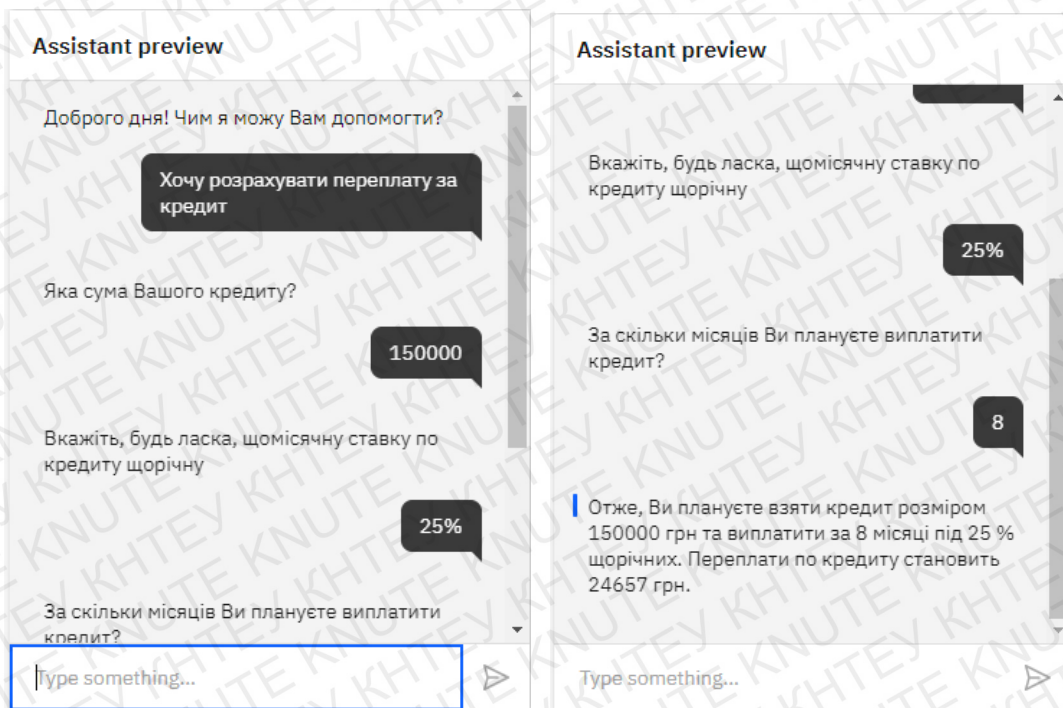 Assistant preview
Доброго дня! Чим я можу Вам допомогти?
Хочу розрахувати переплату за
кредит
Яка сума Вашого кредиту?
150000
Вкажіть, будь ласка, щомісячну ставку по
кредиту щорічну
25%
За скільки місяців Ви плануєте виплатити
кредит?
Type something...
Assistant preview
Вкажіть, будь ласка, щомісячну ставку по
кредиту щорічну
25%
За скільки місяців Ви плануєте виплатити
кредит?
8
Отже, Ви плануєте взяти кредит розміром
150000 грн та виплатити за 8 місяці під 25 %
щорічних. Переплати по кредиту становить
24657 грн.
Type something...